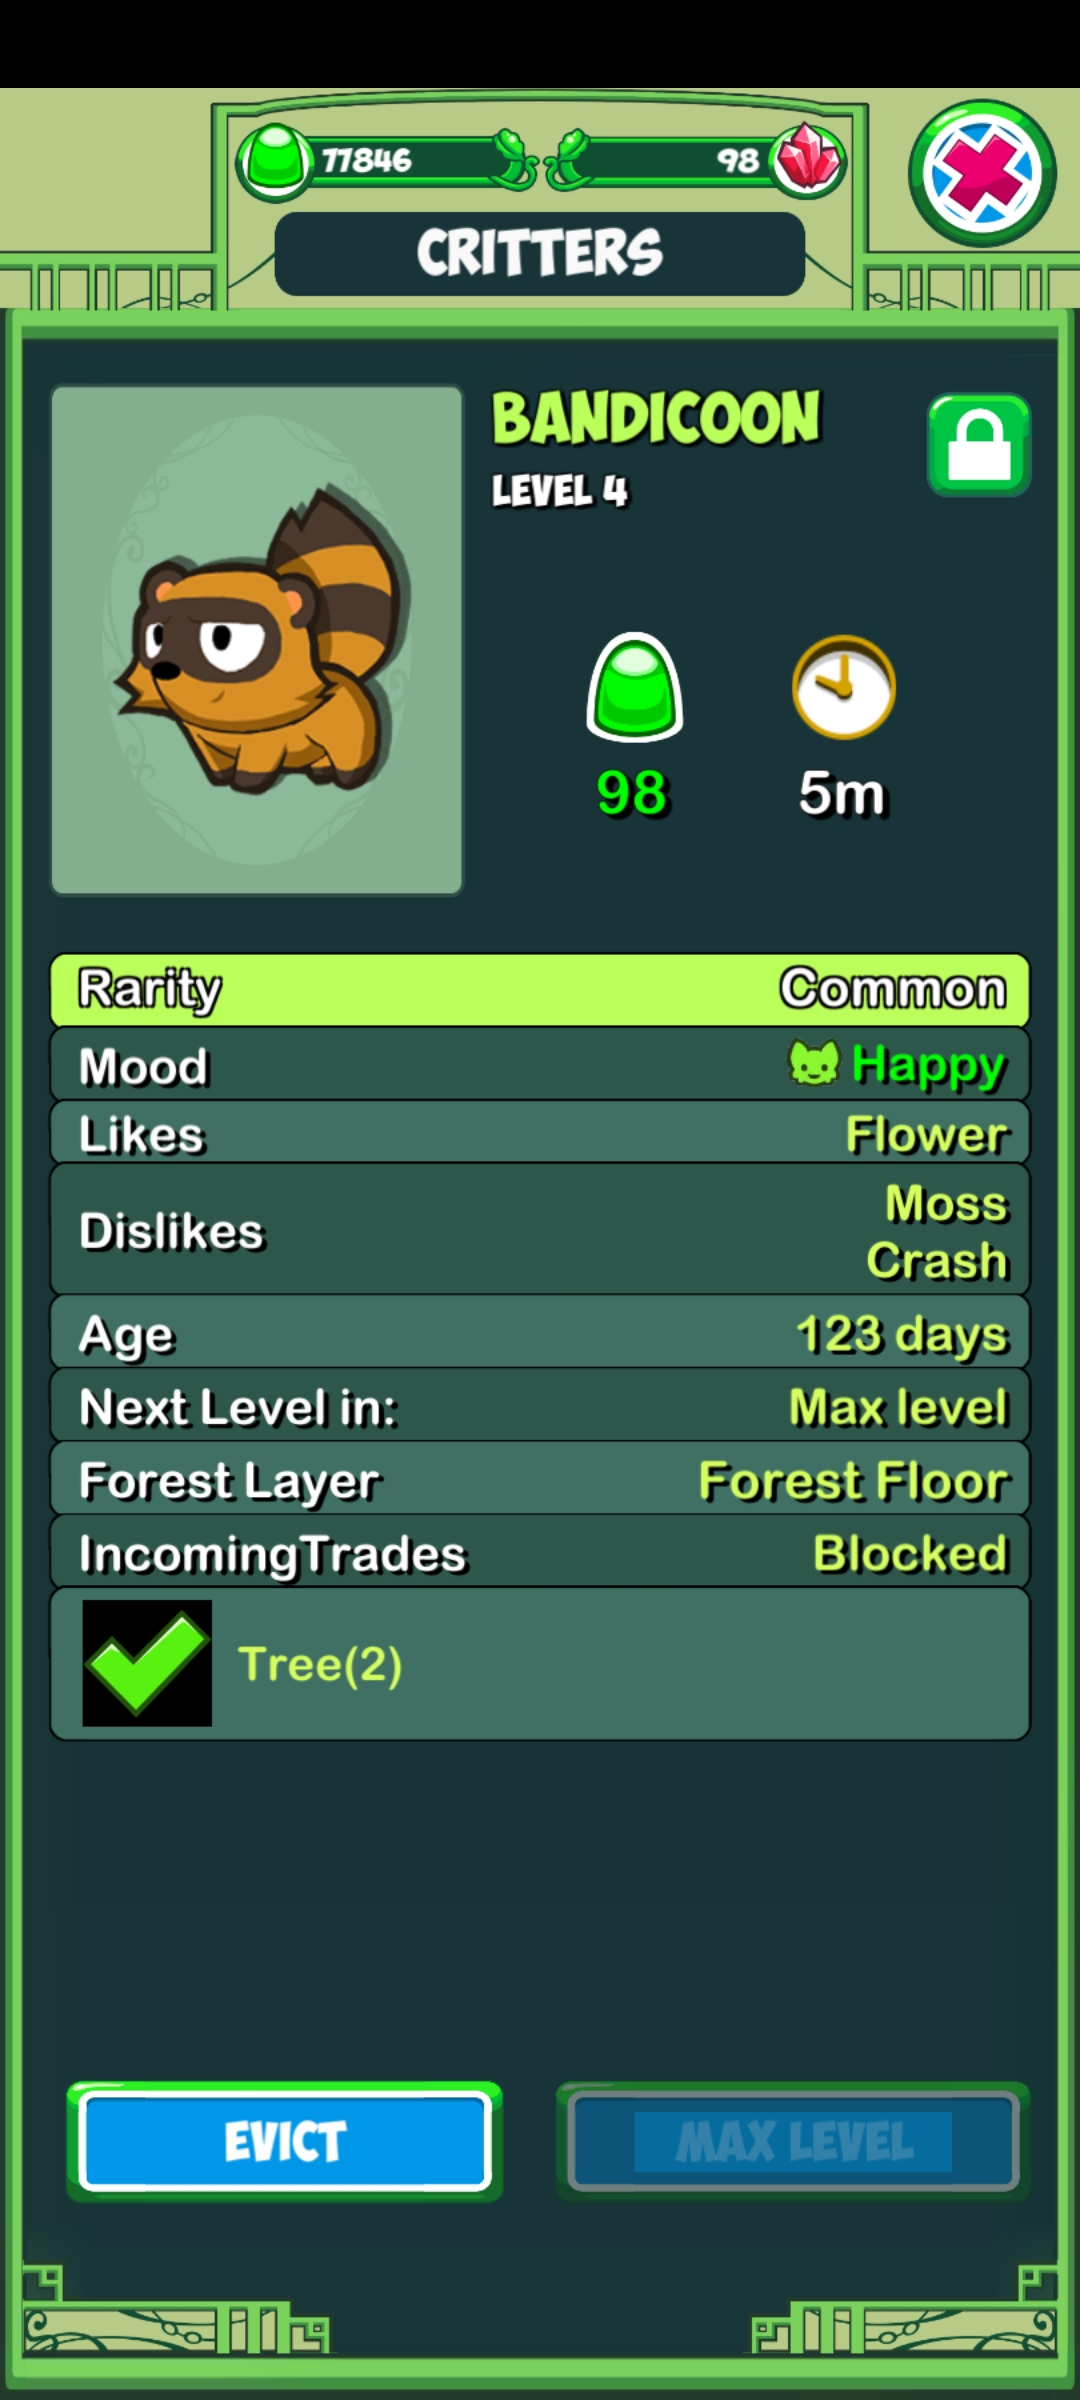 77846
98
CRITTERS
BANDICOON
LEVEL 4
98
5m
Rarity Common
Mood Happy
Likes Flower
Dislikes Moss
Crash
Age 123 days
Next Level in: Max level
Forest Layer Forest Floor
IncomingTrades Blocked
Tree(2)
EVICT
MAX LEVEL